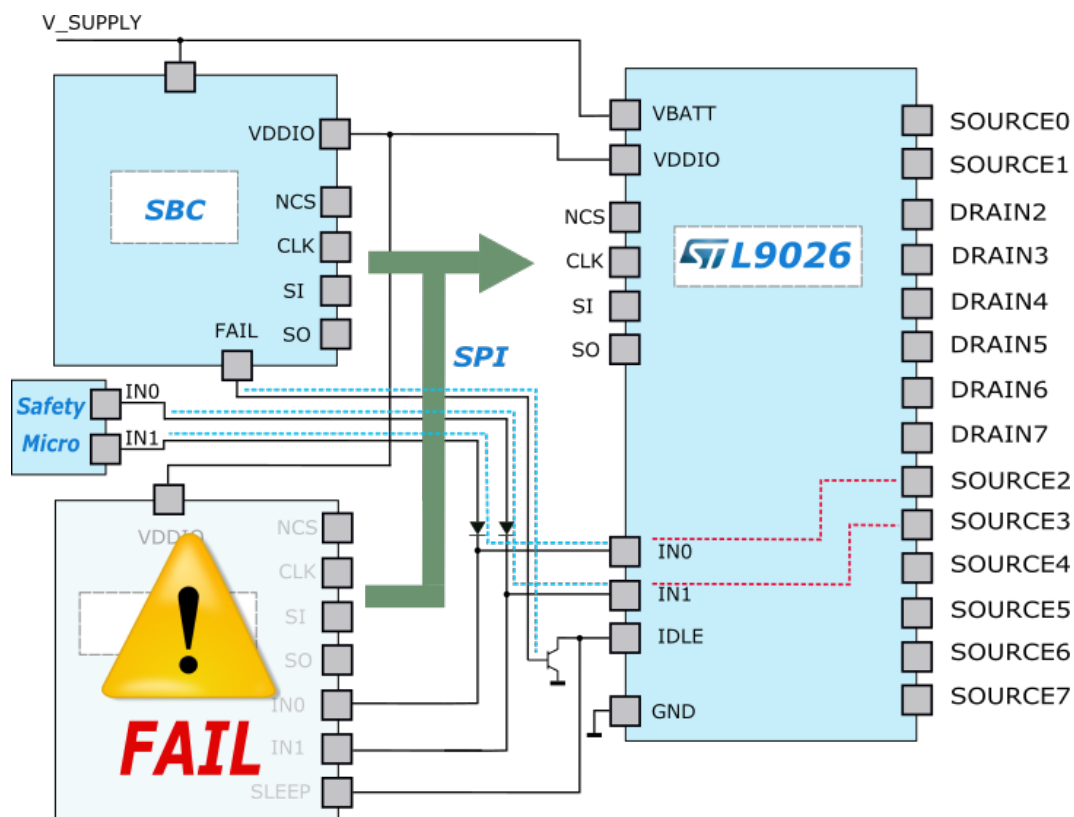 V_SUPPLY
VDDIO
NCS
CLK
SI
SO
FAIL
SBC
SPI
Safety
Micro
IN0
IN1
VDDIO
NCS
CLK
SI
SO
IN0
IN1
SLEEP
FAIL
VBATT
VDDIO
NCS
CLK
SI
SO
IN0
IN1
IDLE
GND
ST L9026
SOURCE0
SOURCE1
DRAIN2
DRAIN3
DRAIN4
DRAIN5
DRAIN6
DRAIN7
SOURCE2
SOURCE3
SOURCE4
SOURCE5
SOURCE6
SOURCE7